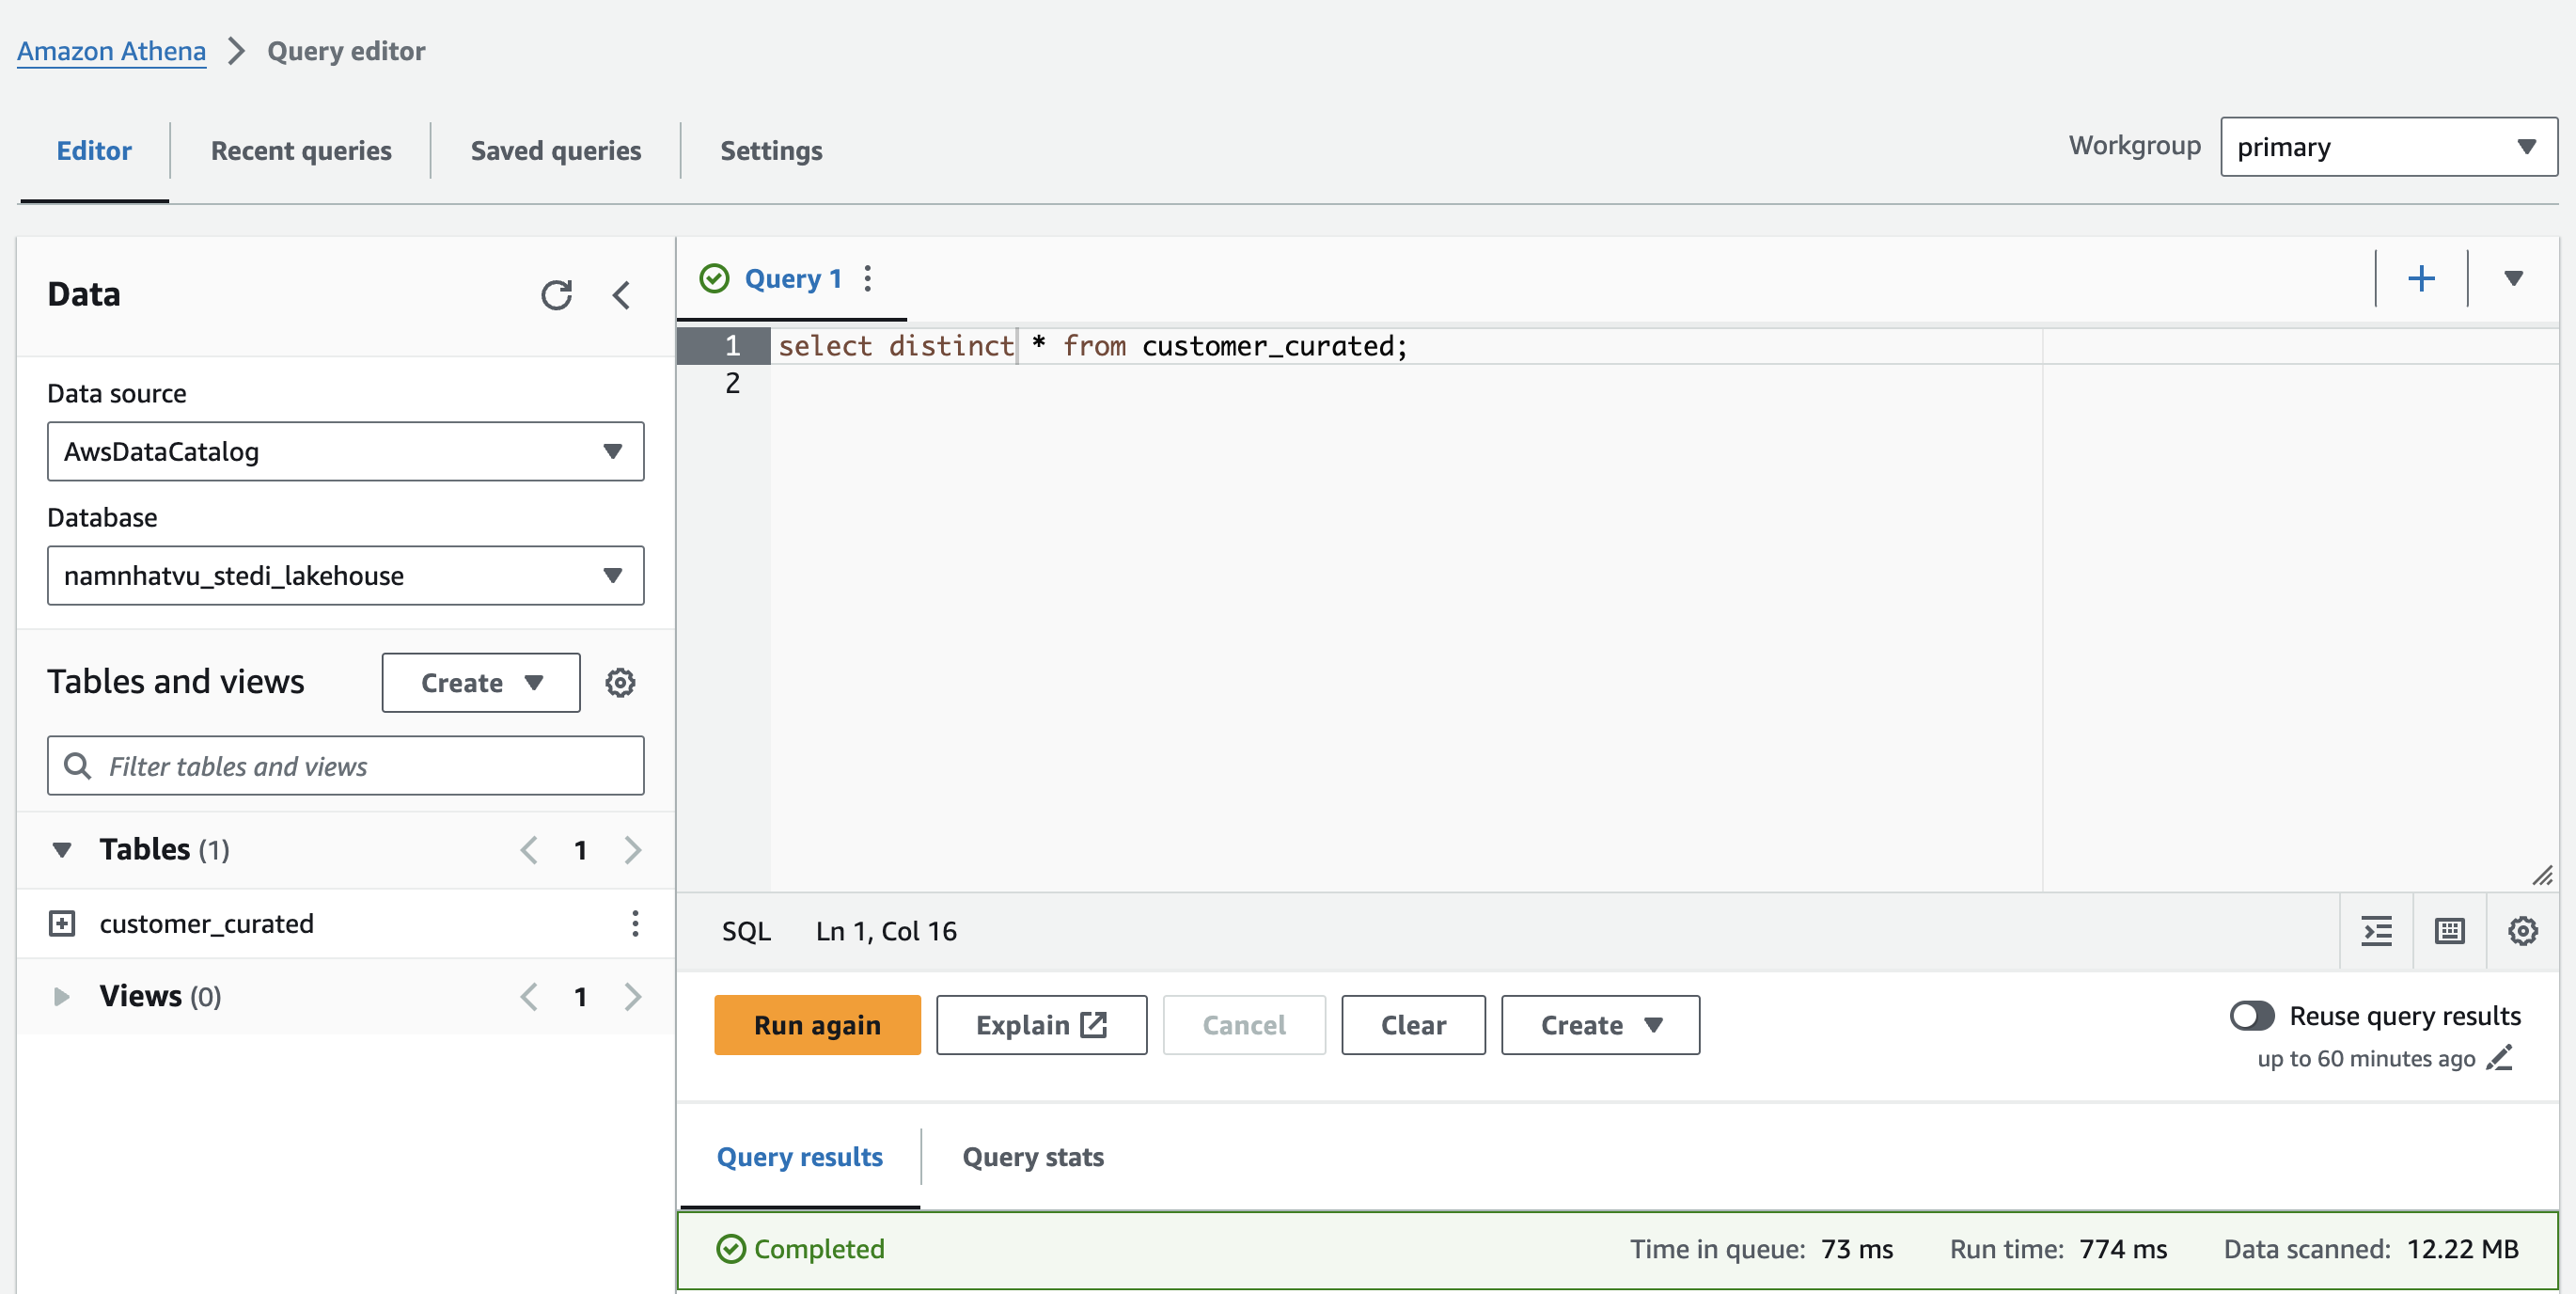 Amazon Athena > Query editor
Editor Recent queries Saved queries Settings
Workgroup primary
Data
Data source
AwsDataCatalog
Database
namnhatvu_stedi_lakehouse
Tables and views Create
Filter tables and views
Tables (1) 1
customer_curated
Views (0) 1
Query 1
1 select distinct * from customer_curated;
2
SQL Ln 1, Col 16
Run again Explain Cancel Clear Create
Reuse query results
up to 60 minutes ago
Query results Query stats
Completed Time in queue: 73 ms Run time: 774 ms Data scanned: 12.22 MB